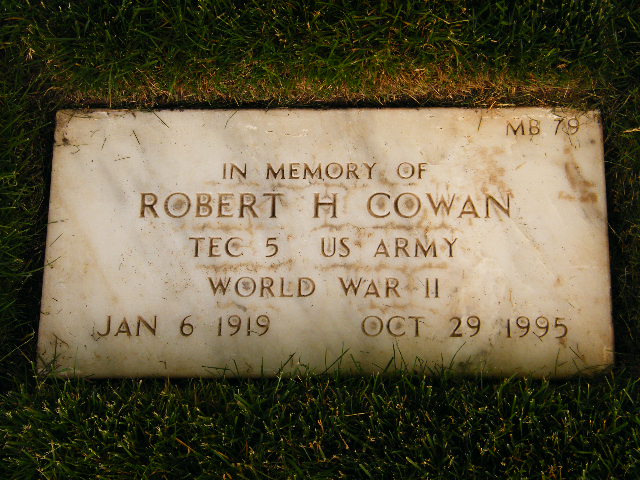 MB 79
IN MEMORY OF
ROBERT H COWAN
TEC 5 US ARMY
WORLD WAR II
JAN 6 1919 OCT 29 1995